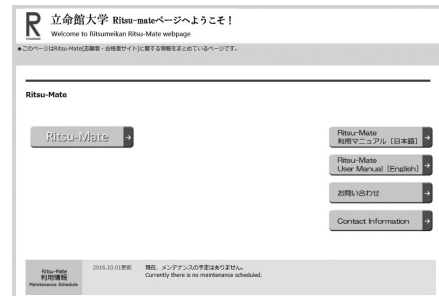 R
立命館大学 Ritsu-mateページへようこそ！
RITSUMEIKAN
Welcome to Ritsumeikan Ritsu-Mate webpage
◆このページはRitsu-Mate(志願者・合格者サイト)に関する情報をまとめているページです。
Ritsu-Mate
Ritsu-Mate
Ritsu-Mate
利用マニュアル［日本語］
Ritsu-Mate
User Manual［English］
お問い合わせ
Contact Information
Ritsu-Mate
利用情報
Maintenance Schedule
2016.10.01更新
現在、メンテナンスの予定はありません。
Currently there is no maintenance scheduled.